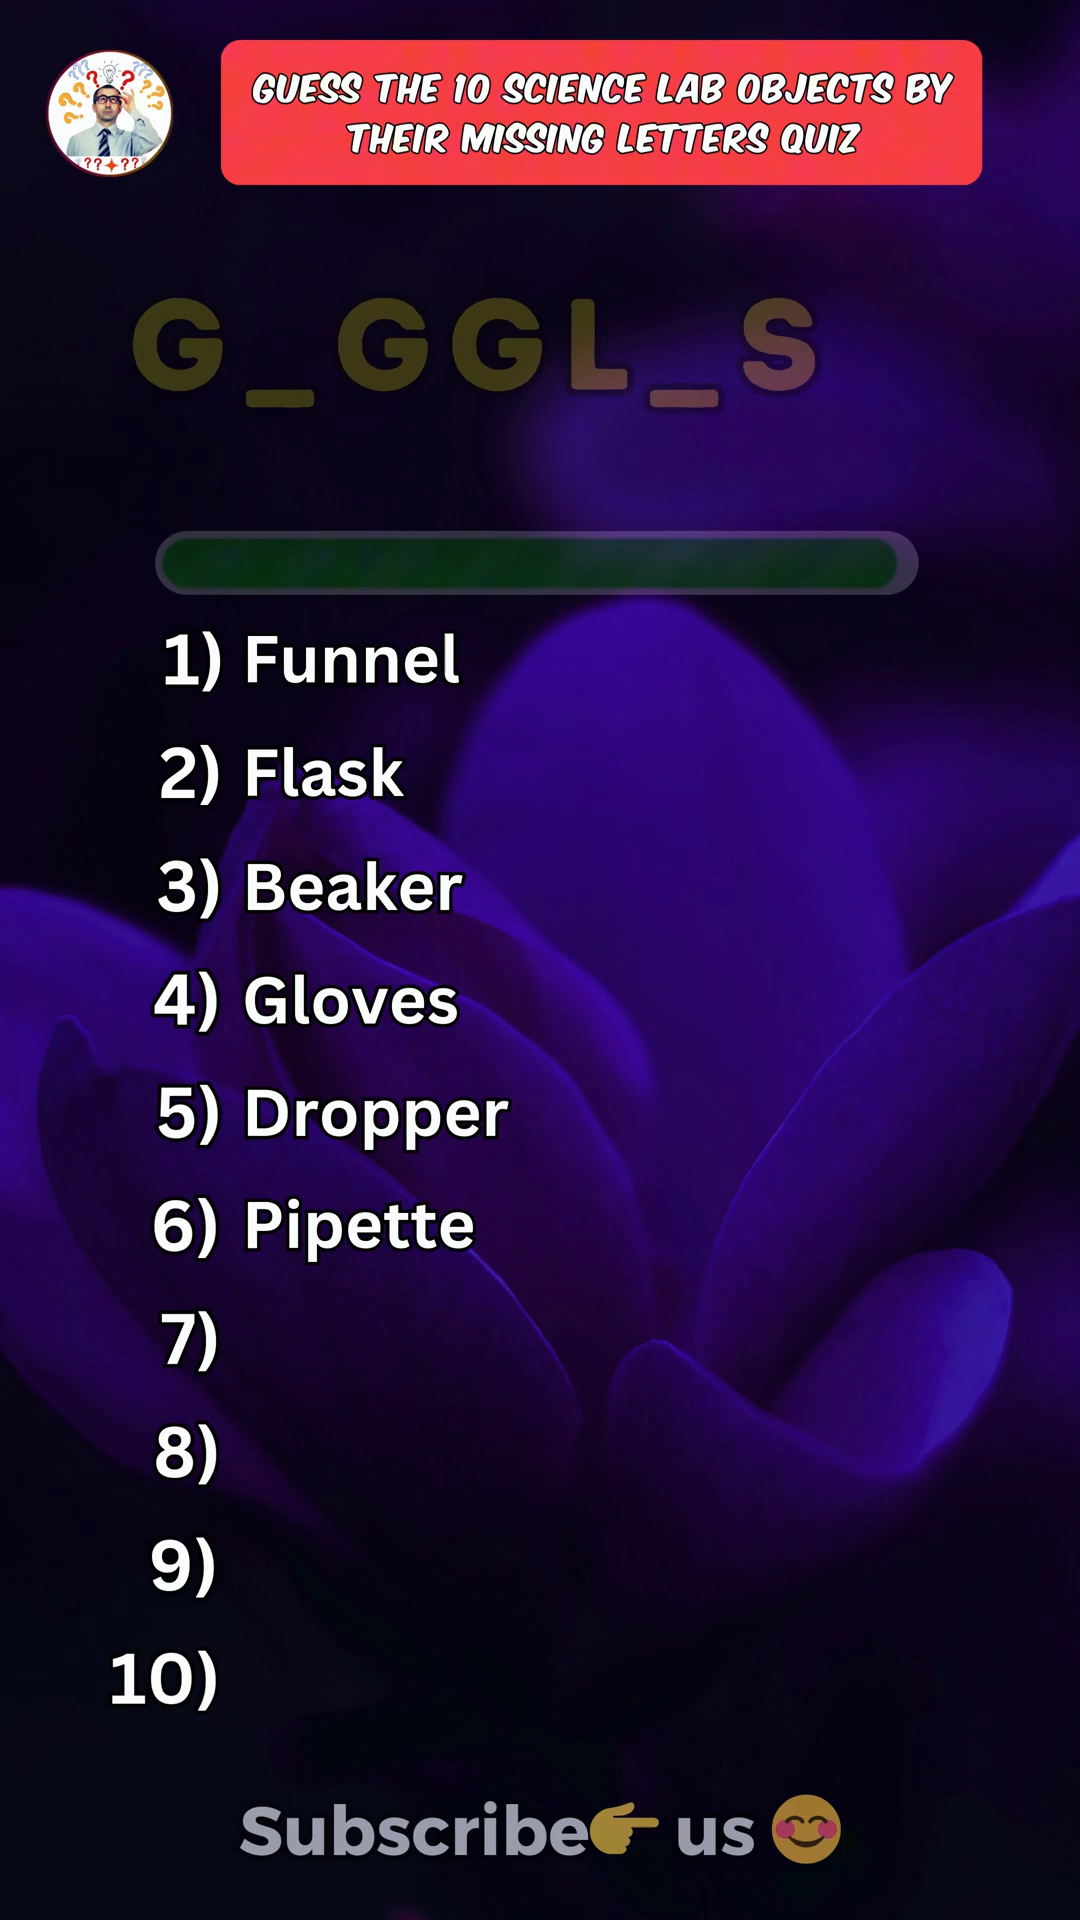 GUESS THE 10 SCIENCE LAB OBJECTS BY
THEIR MISSING LETTERS QUIZ
G_GGL_S
1) Funnel
2) Flask
3) Beaker
4) Gloves
5) Dropper
6) Pipette
7)
8)
9)
10)
Subscribe👉 us 😊